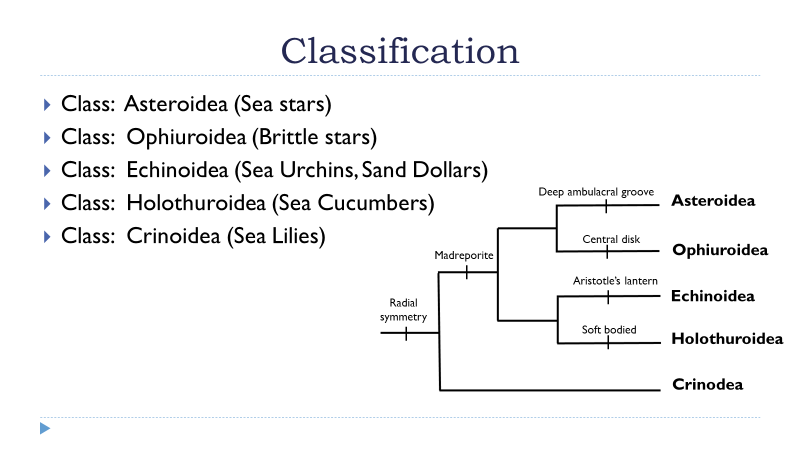 Classification
Class: Asteroidea (Sea stars)
Class: Ophiuroidea (Brittle stars)
Class: Echinoidea (Sea Urchins, Sand Dollars)
Class: Holothuroidea (Sea Cucumbers)
Class: Crinoidea (Sea Lilies)
Deep ambulacral groove
Asteroidea
Central disk
Ophiuroidea
Madreporite
Aristotle's lantern
Echinoidea
Radial
symmetry
Soft bodied
Holothuroidea
Crinodea